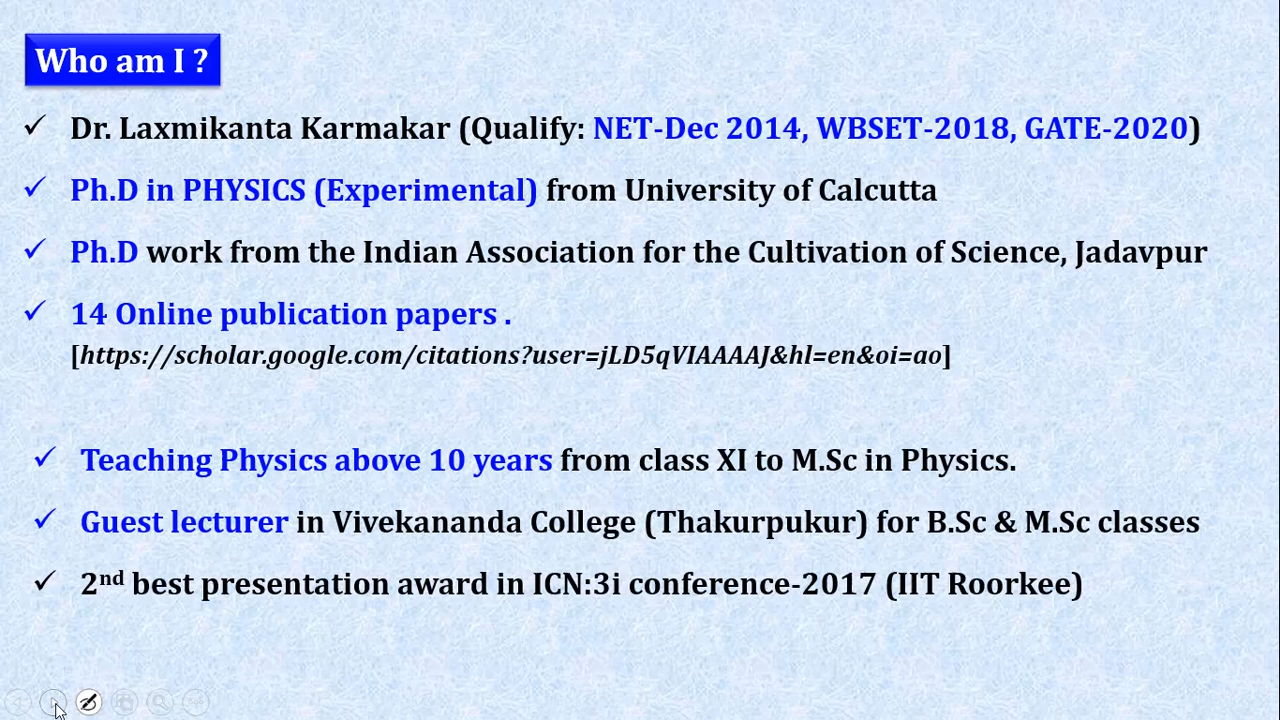 Who am I ?
Dr. Laxmikanta Karmakar (Qualify: NET-Dec 2014, WBSET-2018, GATE-2020)
Ph.D in PHYSICS (Experimental) from University of Calcutta
Ph.D work from the Indian Association for the Cultivation of Science, Jadavpur
14 Online publication papers .
[https://scholar.google.com/citations?user=jLD5qVIAAAAJ&hl=en&oi=ao]
Teaching Physics above 10 years from class XI to M.Sc in Physics.
Guest lecturer in Vivekananda College (Thakurpukur) for B.Sc & M.Sc classes
2nd best presentation award in ICN:3i conference-2017 (IIT Roorkee)